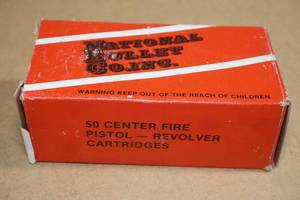 NATIONAL
BULLET
CO. INC.
WARNING KEEP OUT OF THE REACH OF CHILDREN
50 CENTER FIRE
PISTOL — REVOLVER
CARTRIDGES